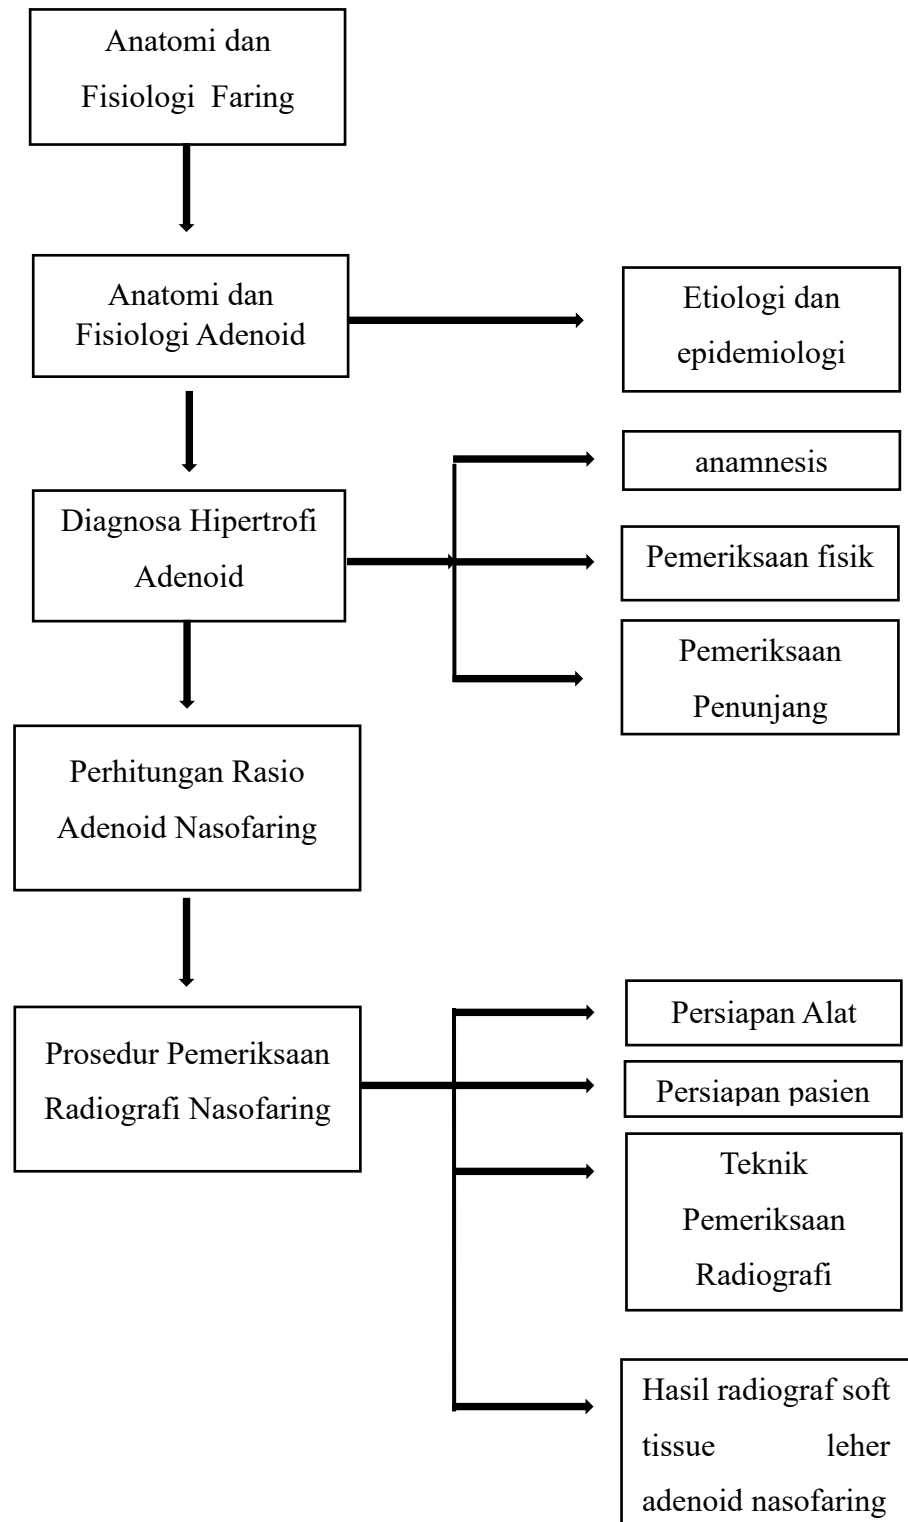 Anatomi dan
Fisiologi Faring
Anatomi dan
Fisiologi Adenoid
Etiologi dan
epidemiologi
Diagnosa Hipertrofi
Adenoid
anamnesis
Pemeriksaan fisik
Pemeriksaan
Penunjang
Perhitungan Rasio
Adenoid Nasofaring
Prosedur Pemeriksaan
Radiografi Nasofaring
Persiapan Alat
Persiapan pasien
Teknik
Pemeriksaan
Radiografi
Hasil radiograf soft
tissue leher
adenoid nasofaring